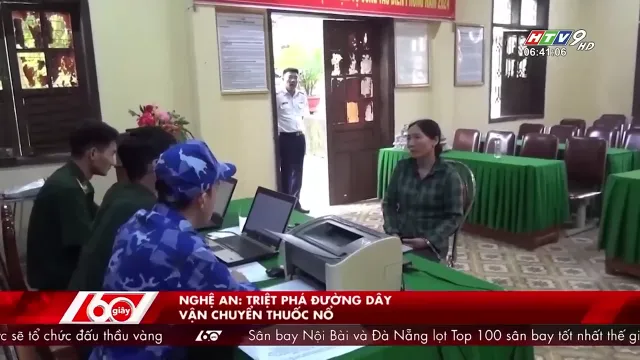 HTV9 HD
06:41:06
60 giây
NGHỆ AN: TRIỆT PHÁ ĐƯỜNG DÂY
VẬN CHUYỂN THUỐC NỔ
c sẽ tổ chức đấu thầu vàng 60giây Sân bay Nội Bài và Đà Nẵng lọt Top 100 sân bay tốt nhất thế gi